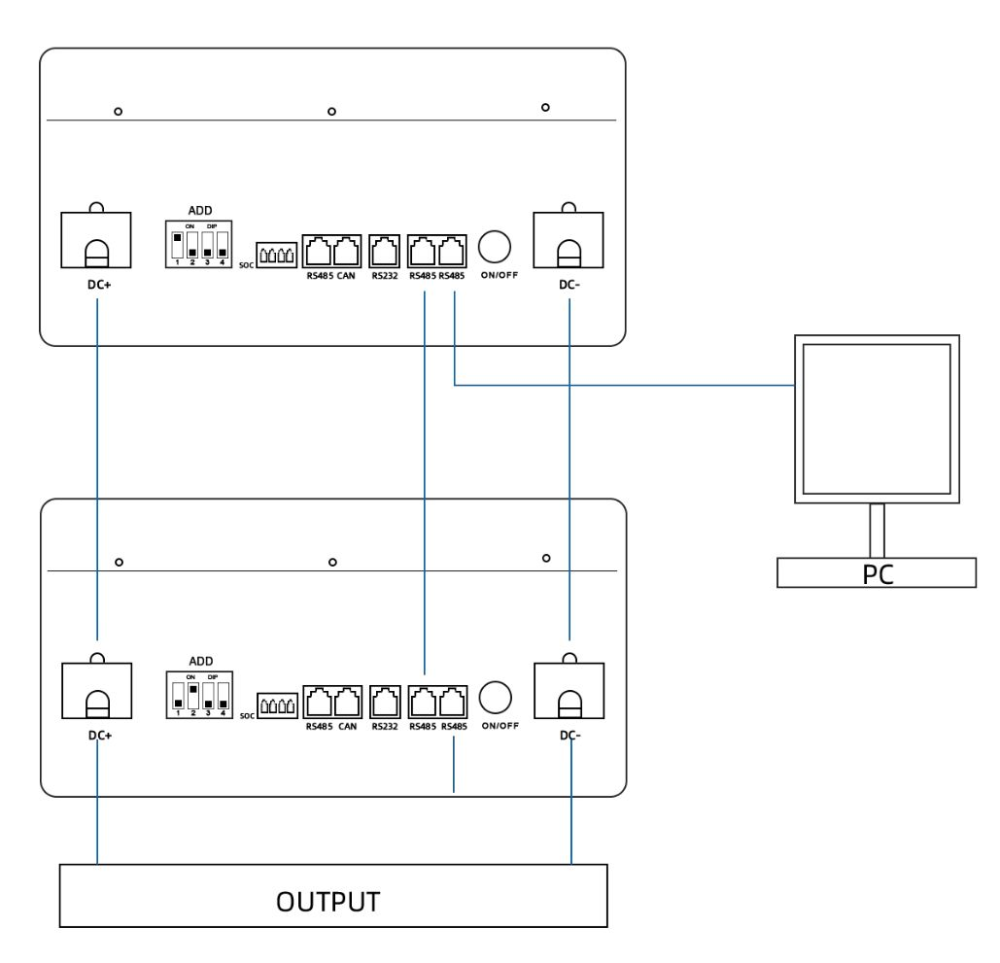 ADD
ON DIP
1 2 3 4
SOC
RS485 CAN RS232 RS485 RS485 ON/OFF
DC+ DC-
PC
ADD
ON DIP
1 2 3 4
SOC
RS485 CAN RS232 RS485 RS485 ON/OFF
DC+ DC-
OUTPUT